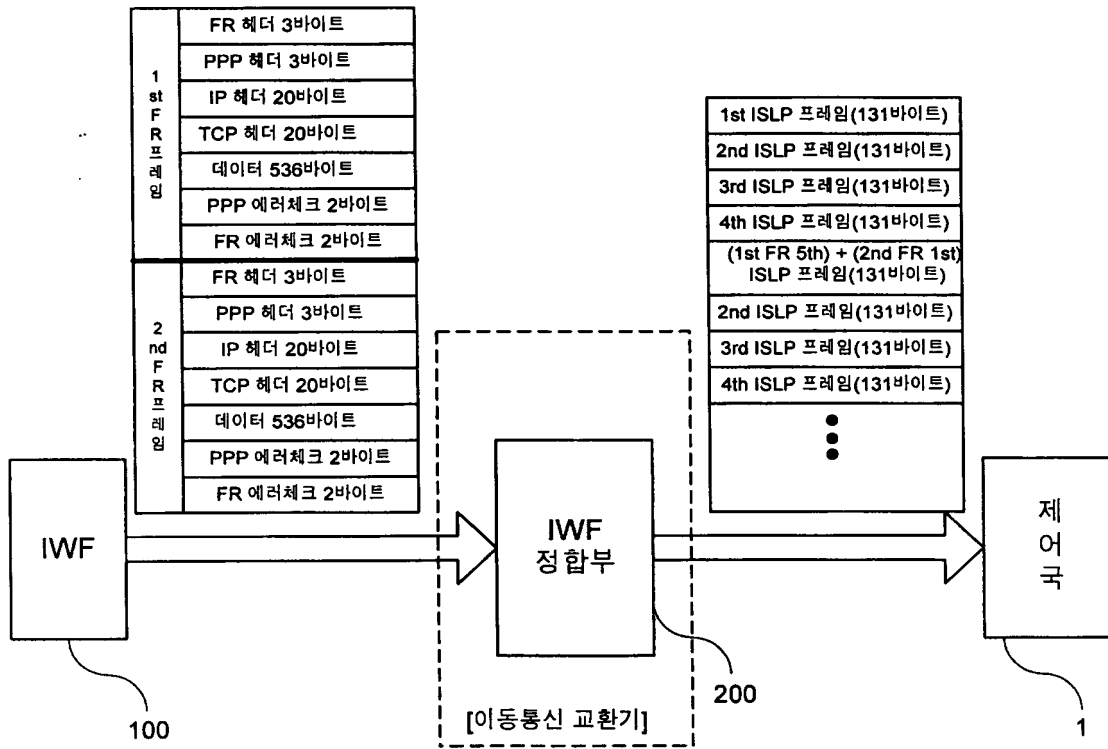 1
st
F
R
프
레
임
FR 헤더 3바이트
PPP 헤더 3바이트
IP 헤더 20바이트
TCP 헤더 20바이트
데이터 536바이트
PPP 에러체크 2바이트
FR 에러체크 2바이트
2
nd
F
R
프
레
임
FR 헤더 3바이트
PPP 헤더 3바이트
IP 헤더 20바이트
TCP 헤더 20바이트
데이터 536바이트
PPP 에러체크 2바이트
FR 에러체크 2바이트
1st ISLP 프레임(131바이트)
2nd ISLP 프레임(131바이트)
3rd ISLP 프레임(131바이트)
4th ISLP 프레임(131바이트)
(1st FR 5th) + (2nd FR 1st)
ISLP 프레임(131바이트)
2nd ISLP 프레임(131바이트)
3rd ISLP 프레임(131바이트)
4th ISLP 프레임(131바이트)
IWF
IWF
정합부
제
어
국
100
200
1
[이동통신 교환기]